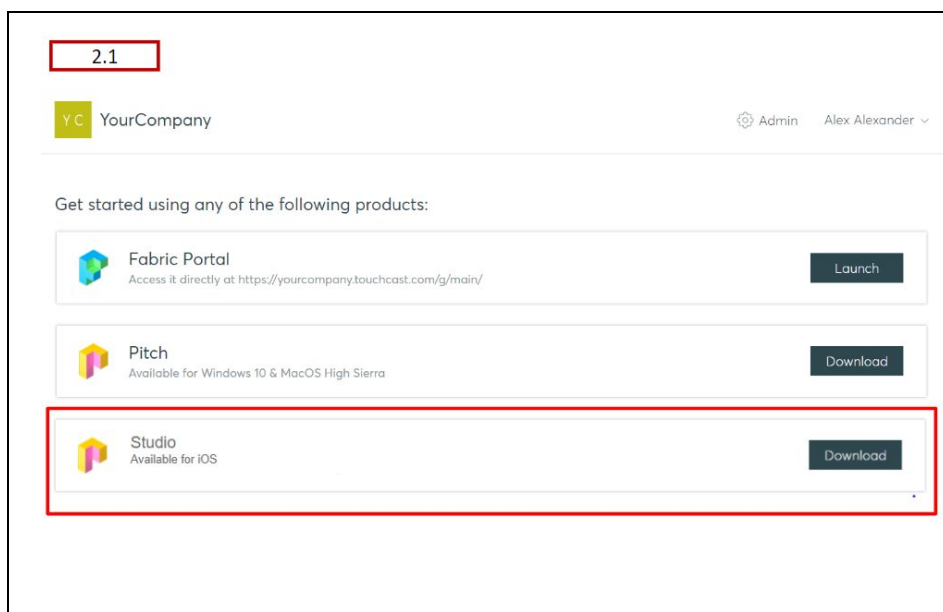 2.1
Y C YourCompany
Admin Alex Alexander
Get started using any of the following products:
Fabric Portal
Access it directly at https://yourcompany.touchcast.com/g/main/
Launch
Pitch
Available for Windows 10 & MacOS High Sierra
Download
Studio
Available for iOS
Download